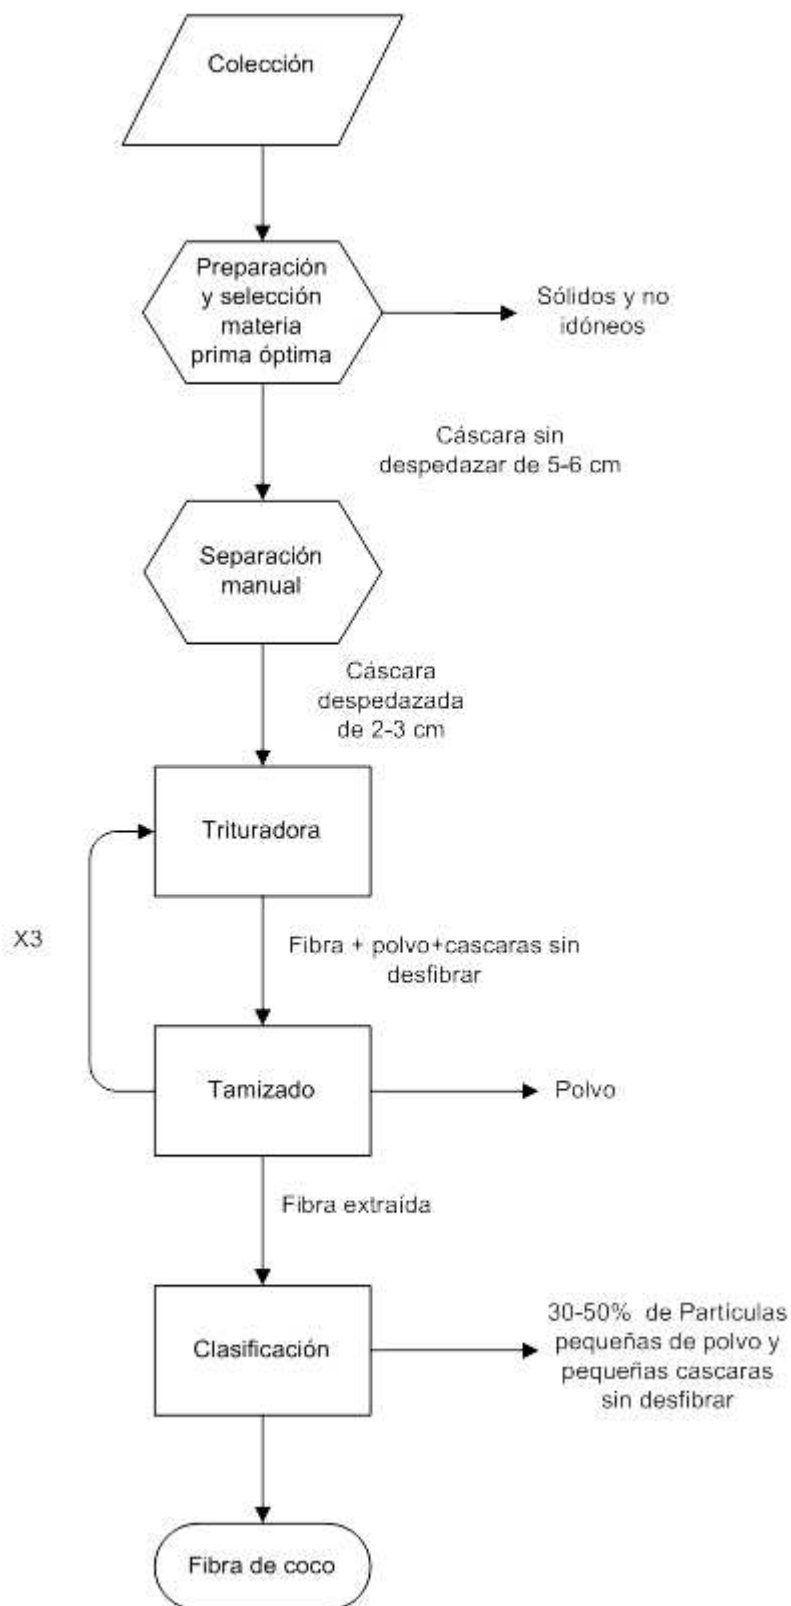 Colección
Preparación
y selección
materia
prima óptima
Sólidos y no
idóneos
Cáscara sin
despedazar de 5-6 cm
Separación
manual
Cáscara
despedazada
de 2-3 cm
Trituradora
X3
Fibra + polvo+cascaras sin
desfibrar
Tamizado
Polvo
Fibra extraída
Clasificación
30-50% de Partículas
pequeñas de polvo y
pequeñas cascaras
sin desfibrar
Fibra de coco